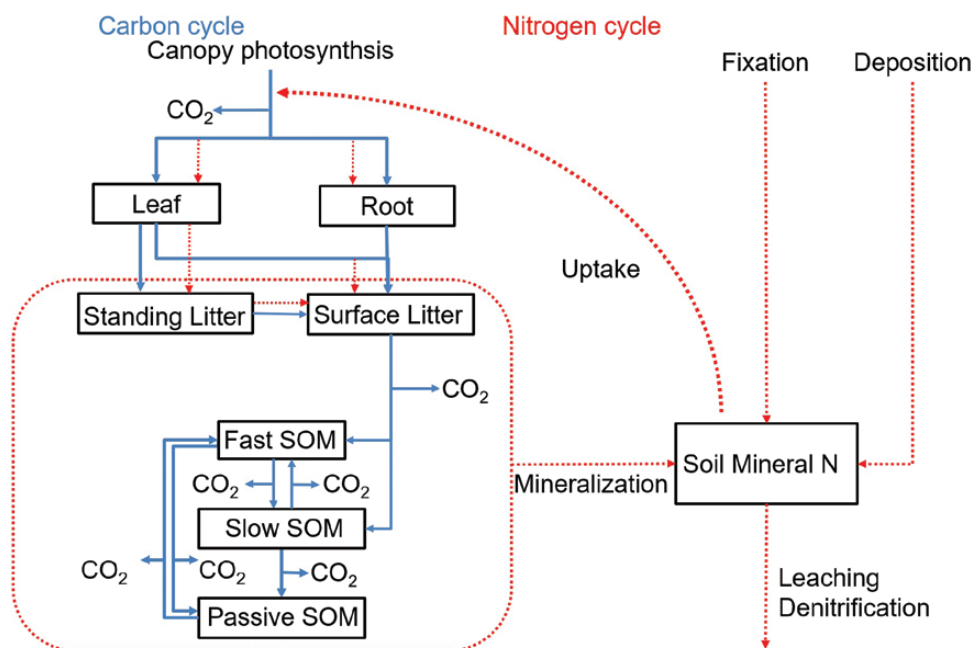 Carbon cycle
Nitrogen cycle
Canopy photosynthsis
Fixation
Deposition
CO2
Leaf
Root
Uptake
Standing Litter
Surface Litter
CO2
Fast SOM
Soil Mineral N
CO2
CO2
Mineralization
Slow SOM
CO2
CO2
CO2
Leaching
Denitrification
Passive SOM